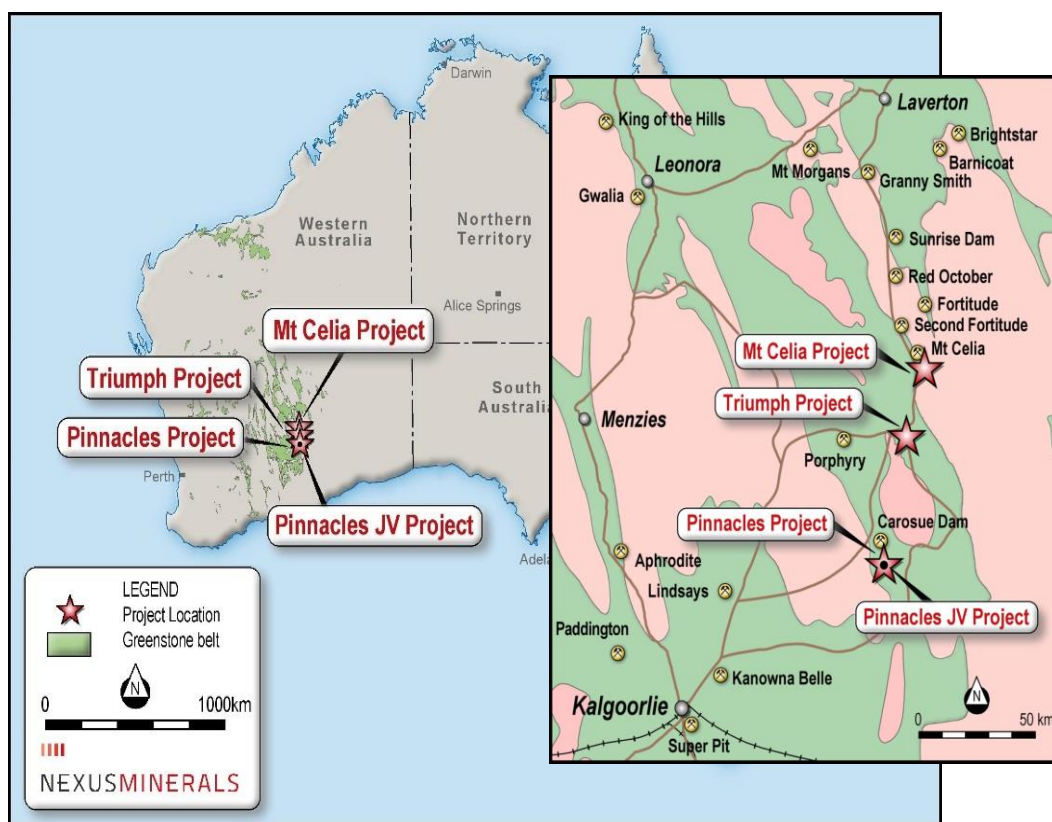 Darwin
Western
Australia
Northern
Territory
Alice Springs
Mt Celia Project
Triumph Project
Pinnacles Project
South
Australia
Perth
Pinnacles JV Project
LEGEND
Project Location
Greenstone belt
N
0
1000km
NEXUSMINERALS
Laverton
King of the Hills
Brightstar
Barnicoat
Leonora
Mt Morgans
Granny Smith
Gwalia
Sunrise Dam
Red October
Fortitude
Second Fortitude
Mt Celia
Mt Celia Project
Triumph Project
Menzies
Porphyry
Pinnacles Project
Carosue Dam
Aphrodite
Lindsays
Pinnacles JV Project
Paddington
Kanowna Belle
Kalgoorlie
Super Pit
N
0
50 km